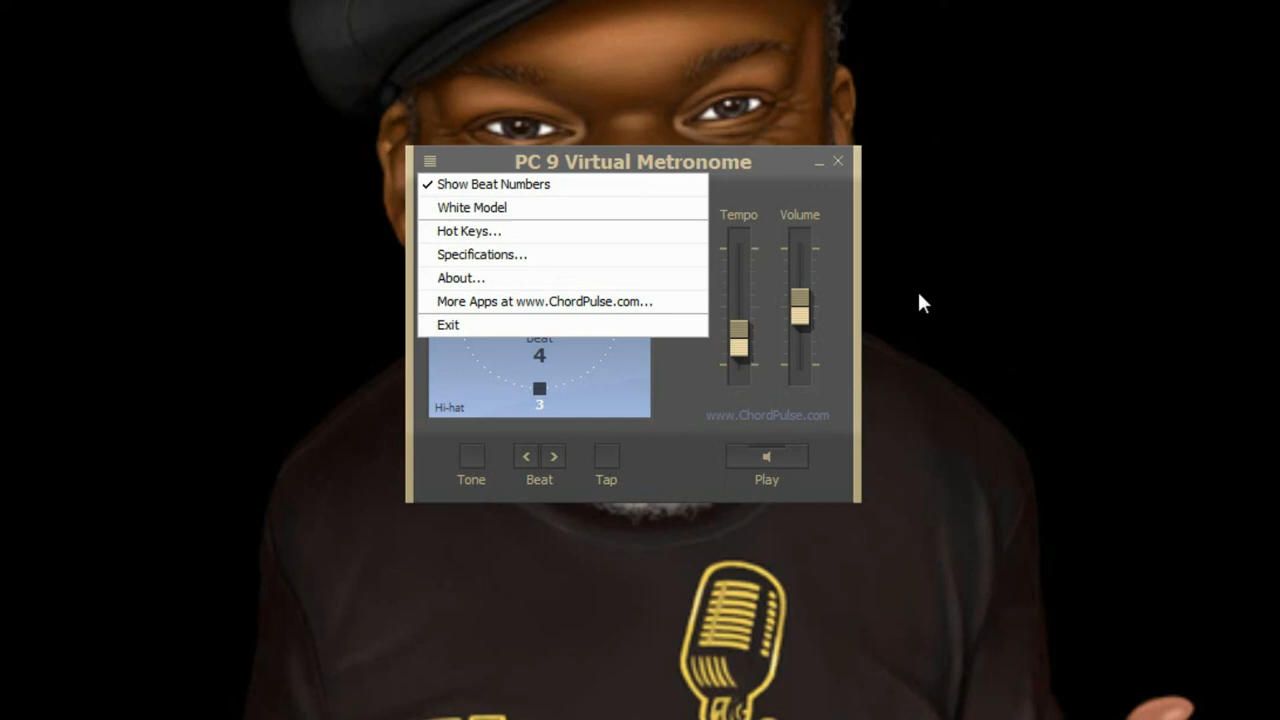 PC 9 Virtual Metronome
Show Beat Numbers
White Model
Hot Keys...
Specifications...
About...
More Apps at www.ChordPulse.com...
Exit
Tempo
Volume
beat
4
Hi-hat
3
www.ChordPulse.com
Tone
Beat
Tap
Play